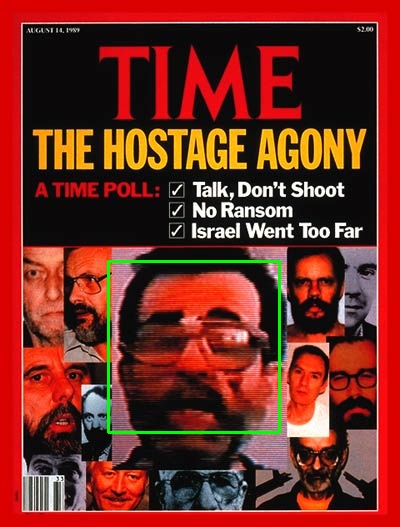 AUGUST 14, 1989
$2.00
TIME
THE HOSTAGE AGONY
A TIME POLL: ☑ Talk, Don't Shoot
☑ No Ransom
☑ Israel Went Too Far
33